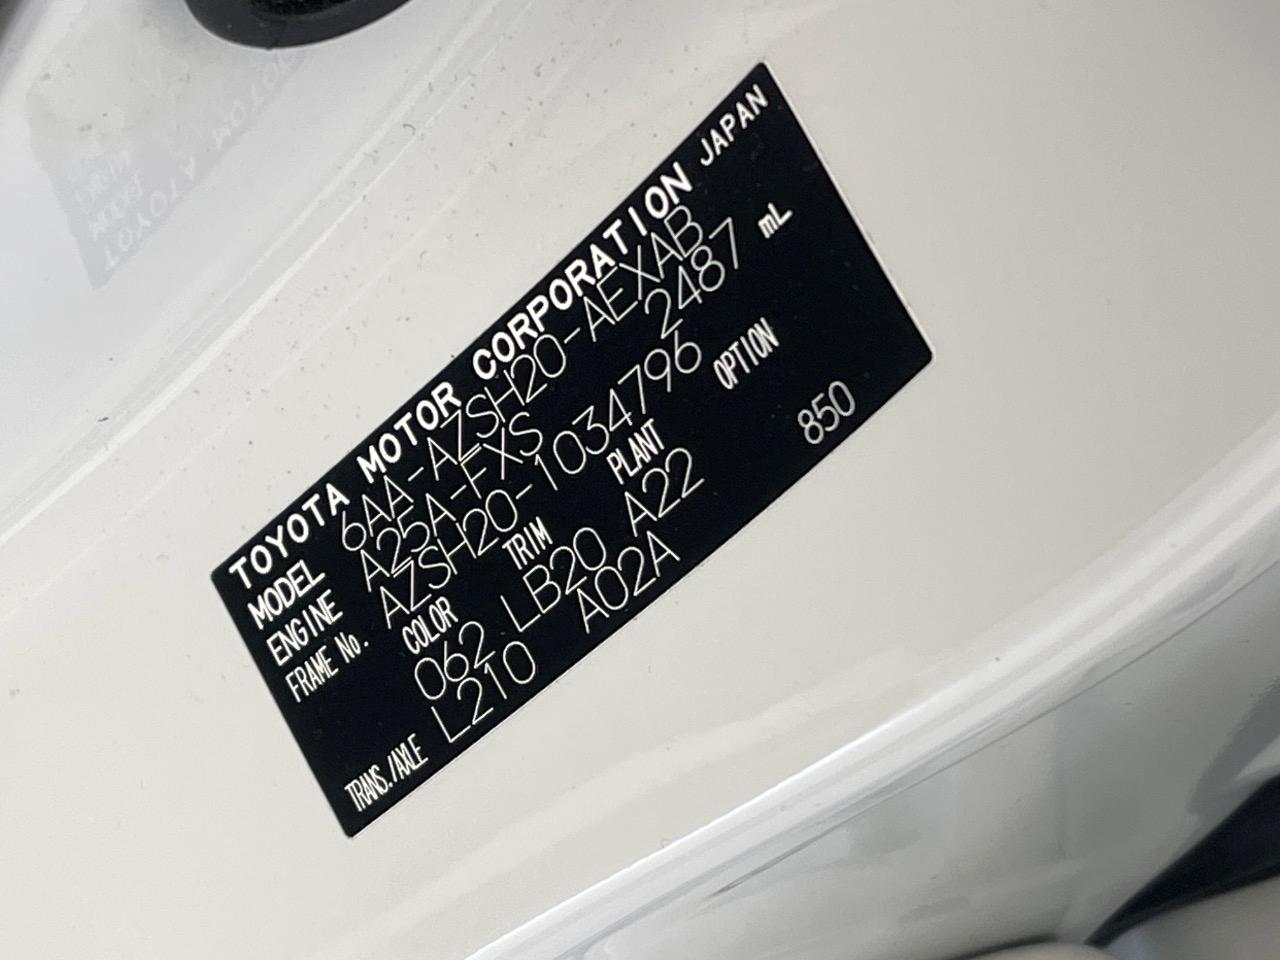 TOYOTA MOTOR CORPORATION JAPAN
MODEL 6AA-AZSH20-AEXAB
ENGINE A25A-FXS 2487 mL
FRAME No. AZSH20-1034796
COLOR TRIM PLANT OPTION
062 LB20 A22
TRANS./AXLE L210 A02A 850